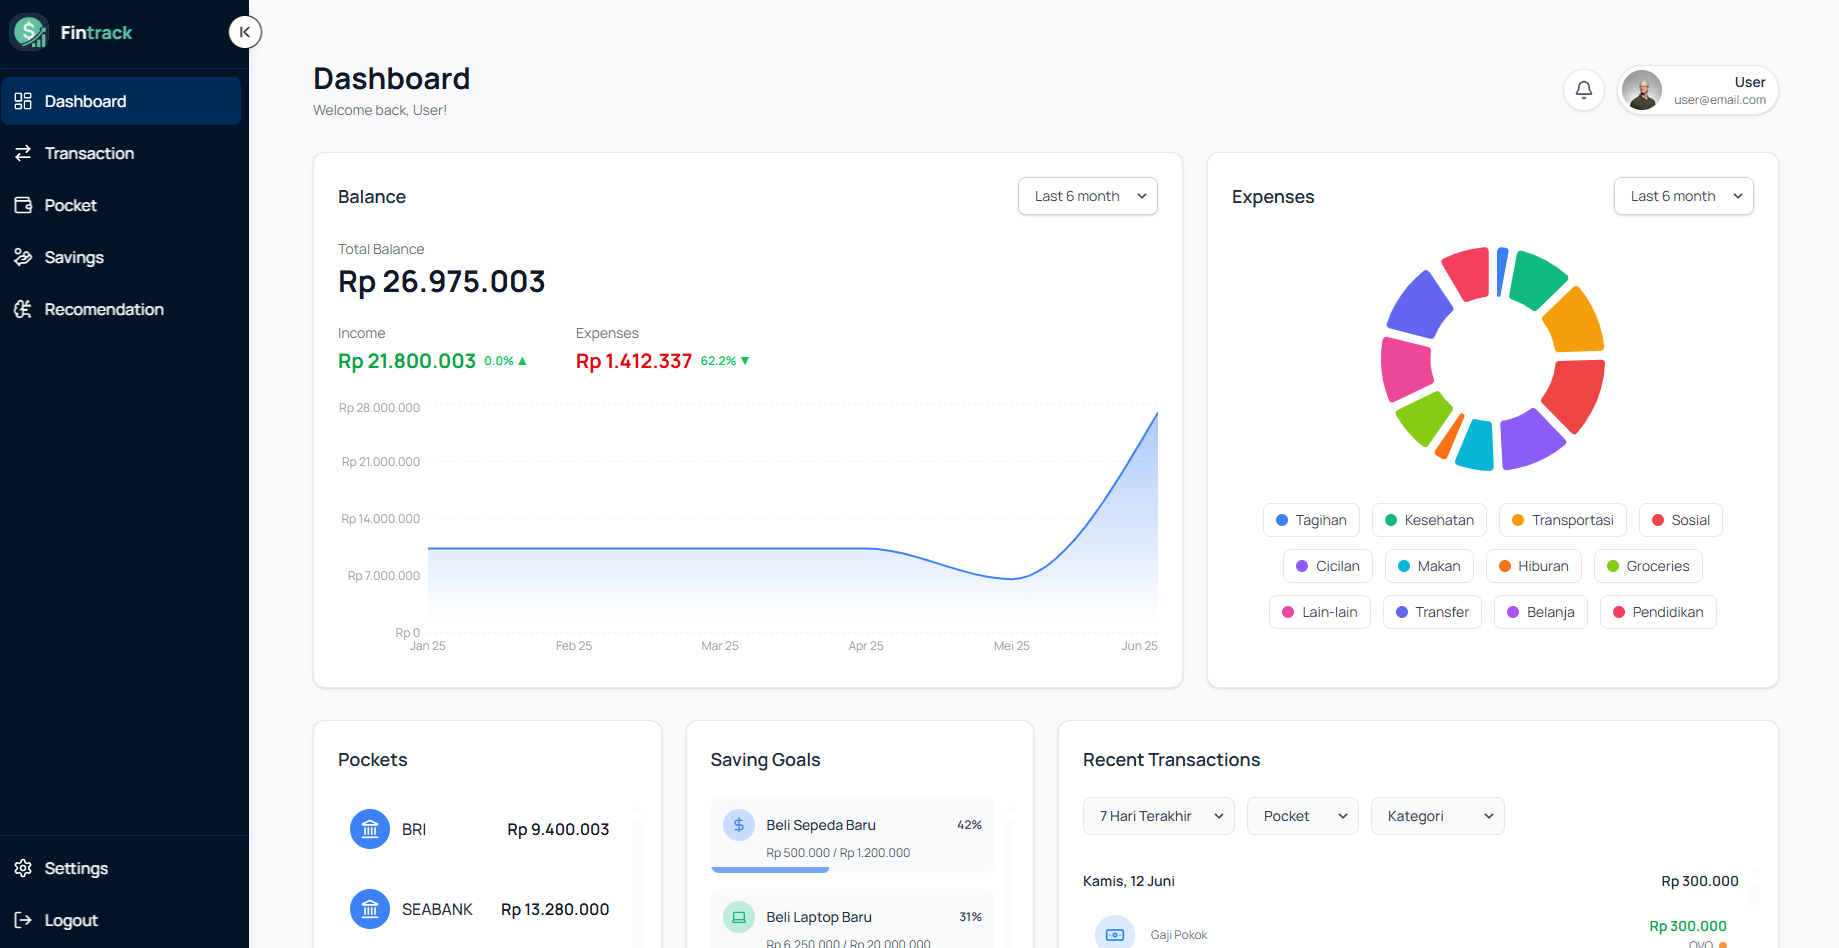 Fintrack
Dashboard
Transaction
Pocket
Savings
Recomendation
Settings
Logout
Dashboard
Welcome back, User!
User
user@email.com
Balance
Last 6 month
Total Balance
Rp 26.975.003
Income
Expenses
Rp 21.800.003 0.0% ▲
Rp 1.412.337 62.2% ▼
Rp 28.000.000
Rp 21.000.000
Rp 14.000.000
Rp 7.000.000
Rp 0
Jan 25 Feb 25 Mar 25 Apr 25 Mei 25 Jun 25
Expenses
Last 6 month
Tagihan Kesehatan Transportasi Sosial
Cicilan Makan Hiburan Groceries
Lain-lain Transfer Belanja Pendidikan
Pockets
BRI Rp 9.400.003
SEABANK Rp 13.280.000
Saving Goals
Beli Sepeda Baru 42%
Rp 500.000 / Rp 1.200.000
Beli Laptop Baru 31%
Rp 6.250.000 / Rp 20.000.000
Recent Transactions
7 Hari Terakhir Pocket Kategori
Kamis, 12 Juni Rp 300.000
Gaji Pokok Rp 300.000
OVO